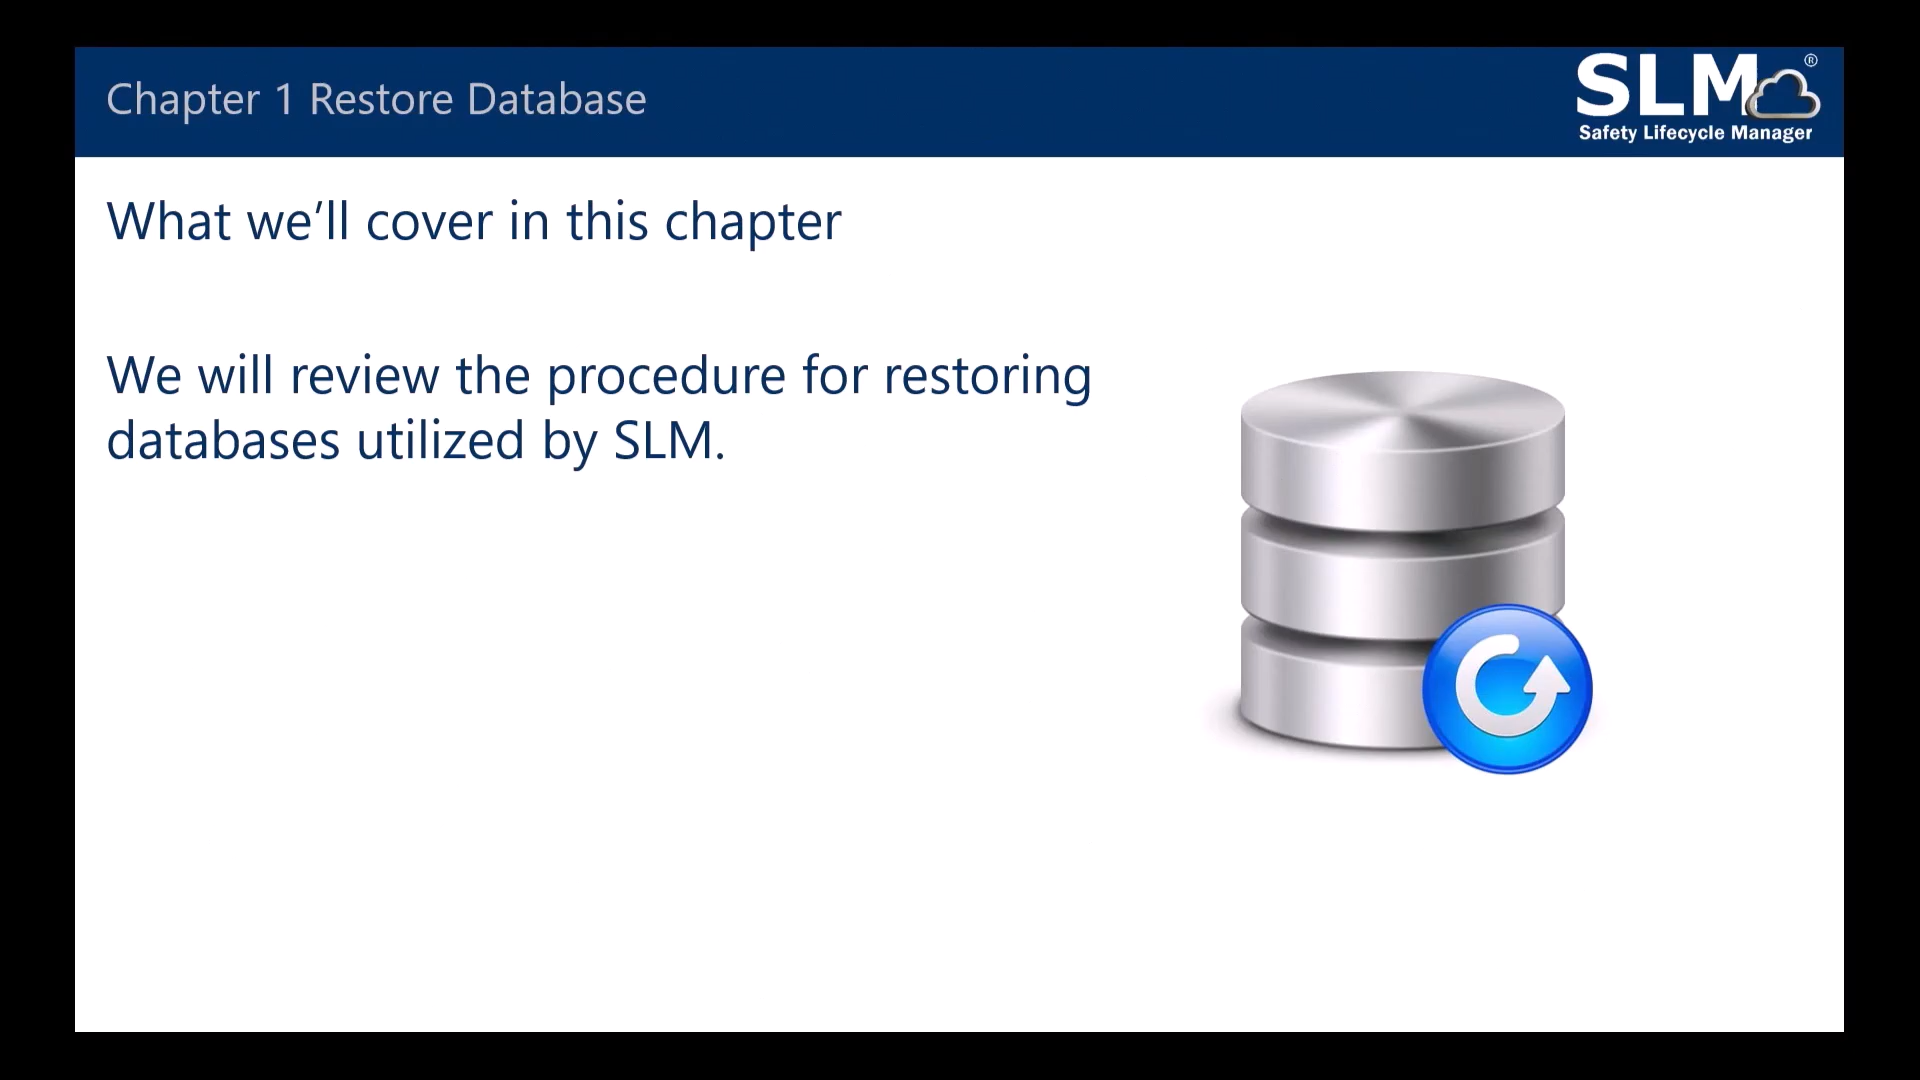 Chapter 1 Restore Database
SLM®
Safety Lifecycle Manager
What we’ll cover in this chapter
We will review the procedure for restoring
databases utilized by SLM.